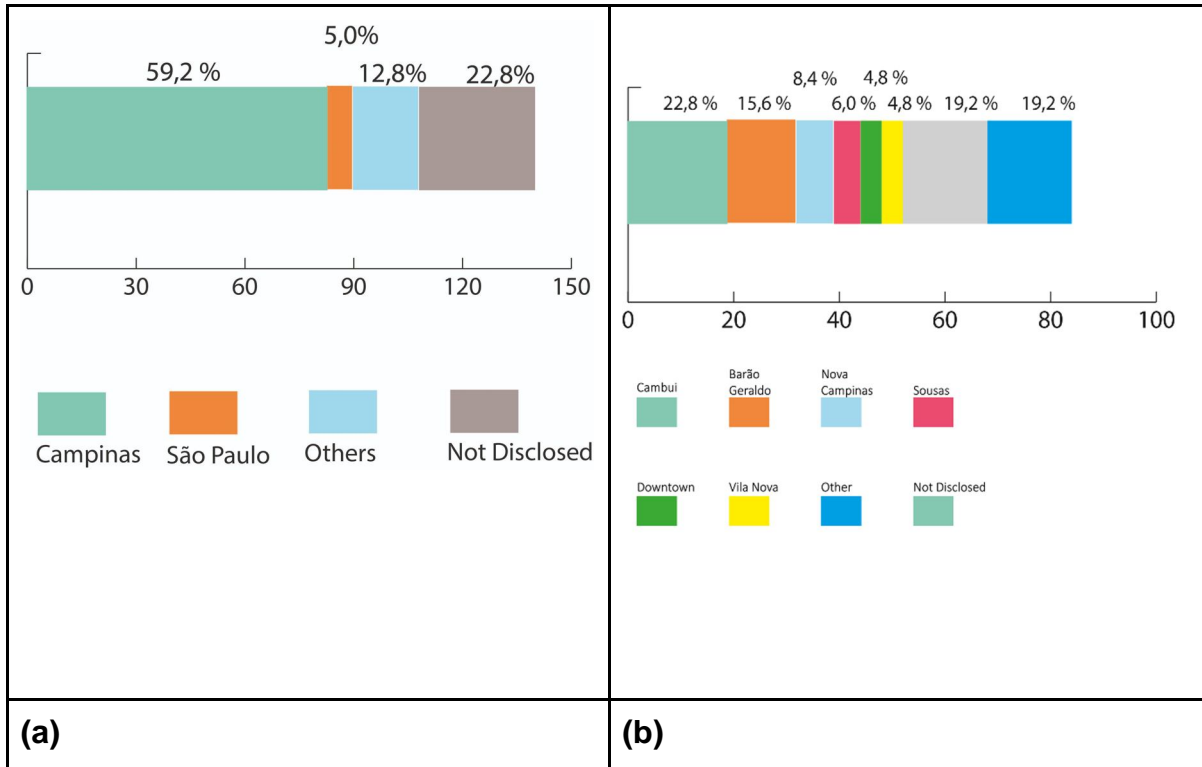 5,0%
59,2 %
12,8%
22,8%
0
30
60
90
120
150
Campinas
São Paulo
Others
Not Disclosed
(a)
8,4 %
4,8 %
22,8 %
15,6 %
6,0 %
4,8 %
19,2 %
19,2 %
0
20
40
60
80
100
Cambui
Barão
Geraldo
Nova
Campinas
Sousas
Downtown
Vila Nova
Other
Not Disclosed
(b)